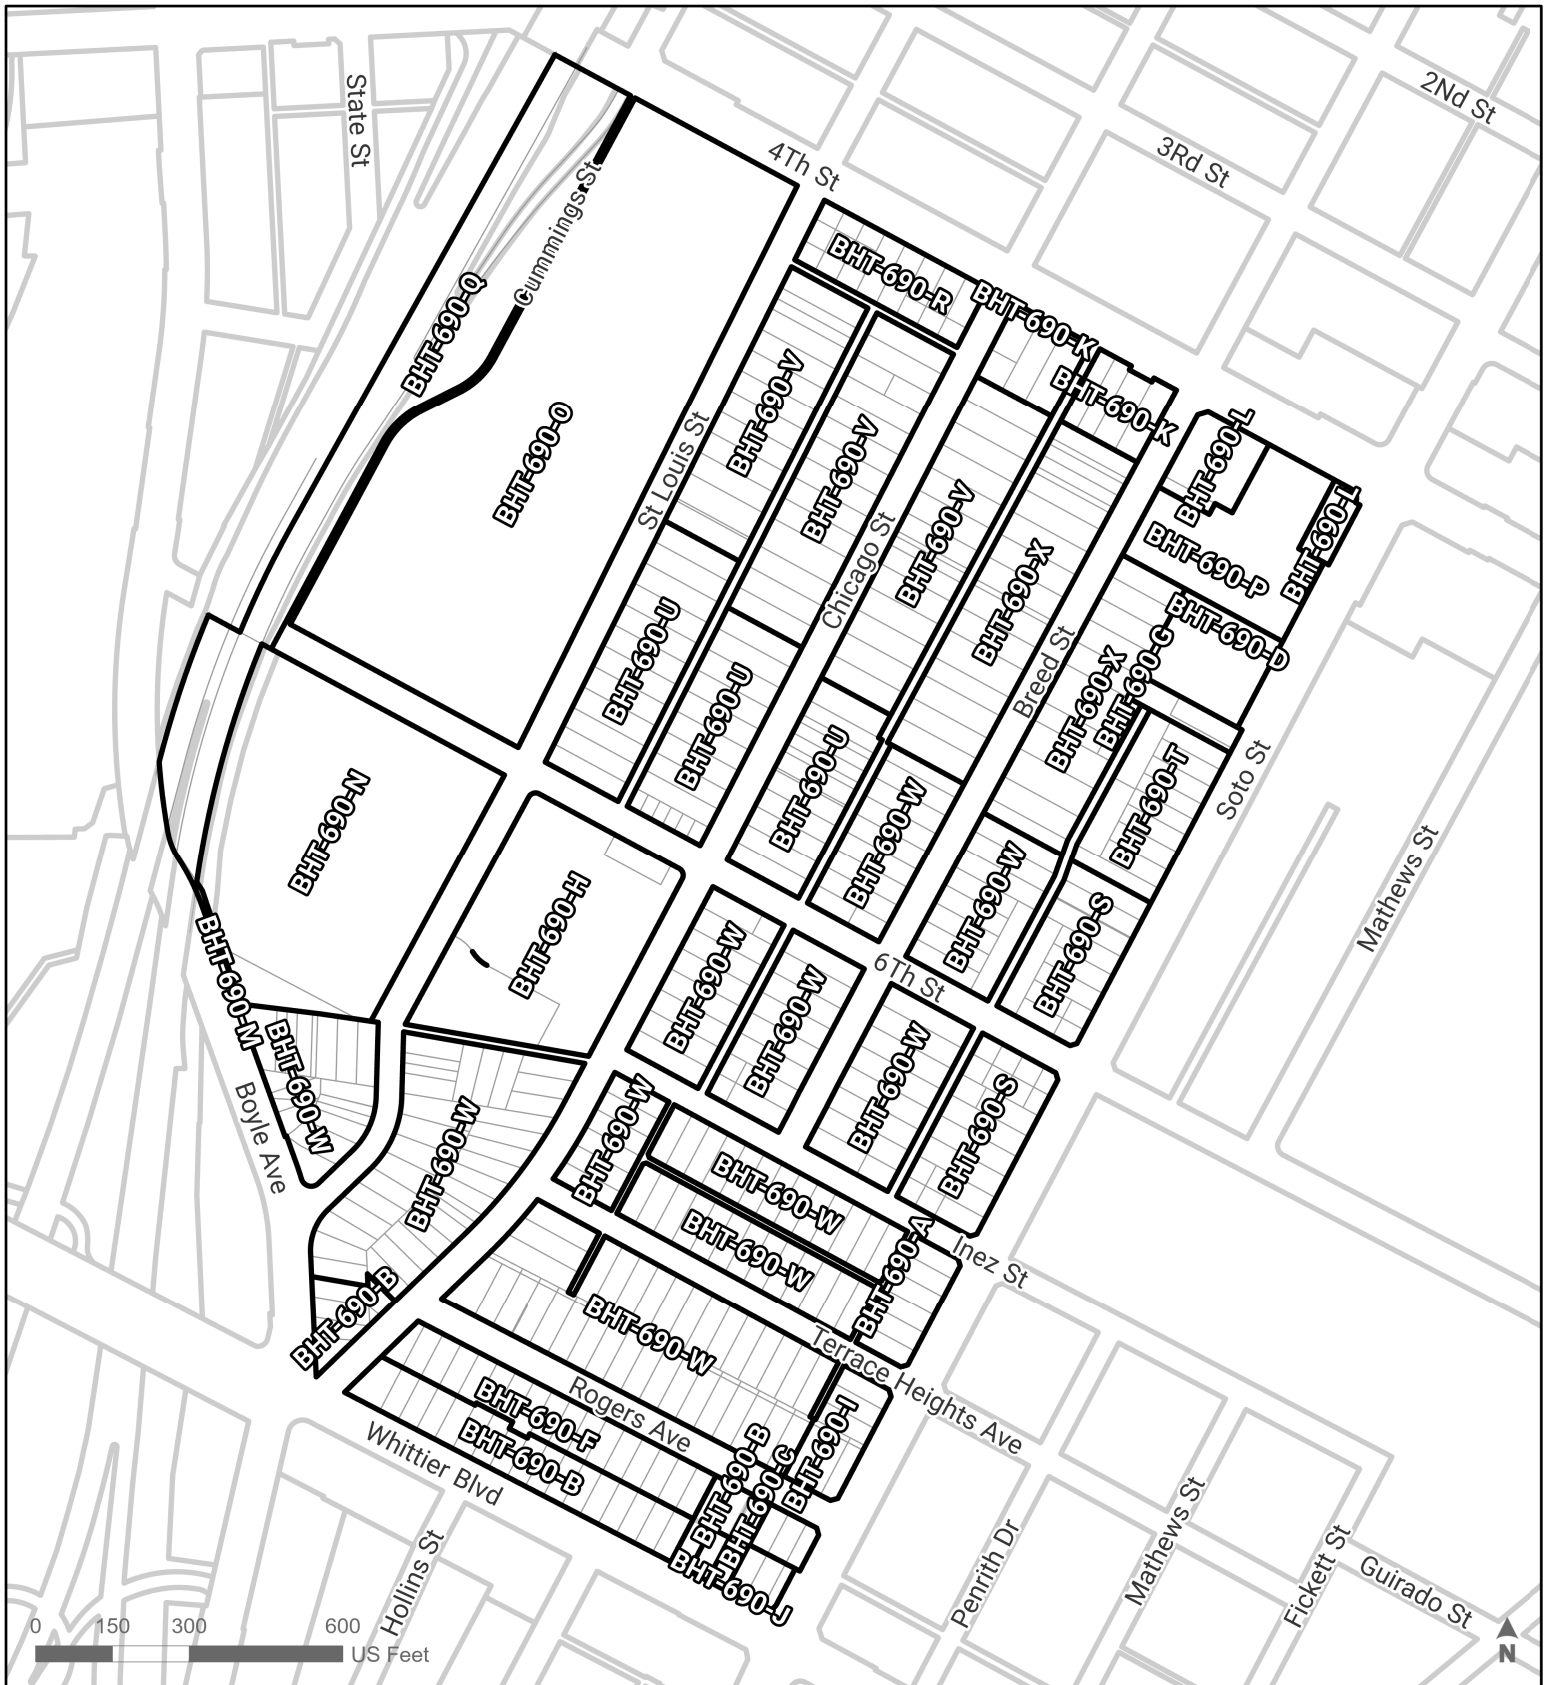 State St
2Nd St
3Rd St
4Th St
Cummings St
BHT-690-R
BHT-690-Q
BHT-690-K
BHT-690-K
BHT-690-V
BHT-690-O
BHT-690-V
BHT-690-L
BHT-690-L
St Louis St
BHT-690-V
BHT-690-P
Chicago St
BHT-690-X
BHT-690-D
BHT-690-U
BHT-690-G
BHT-690-X
Breed St
BHT-690-U
BHT-690-U
BHT-690-T
Soto St
BHT-690-N
BHT-690-W
Mathews St
BHT-690-W
BHT-690-H
BHT-690-S
BHT-690-W
6Th St
BHT-690-W
BHT-690-M
BHT-690-W
BHT-690-W
BHT-690-S
Boyle Ave
BHT-690-W
BHT-690-W
BHT-690-W
BHT-690-W
BHT-690-A
Inez St
BHT-690-B
BHT-690-W
Terrace Heights Ave
BHT-690-F
Rogers Ave
BHT-690-I
BHT-690-B
BHT-690-B
BHT-690-C
Whittier Blvd
BHT-690-J
Hollins St
Penrith Dr
Mathews St
Fickett St
Guirado St
0 150 300 600
US Feet
N